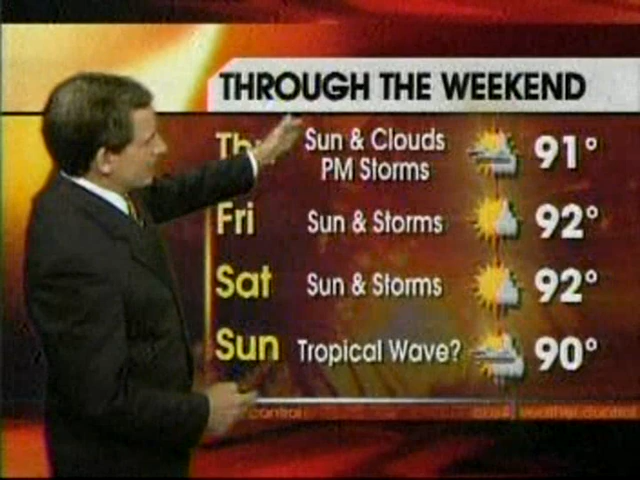 THROUGH THE WEEKEND
Sun & Clouds
PM Storms
91°
Fri Sun & Storms 92°
Sat Sun & Storms 92°
Sun Tropical Wave? 90°
control